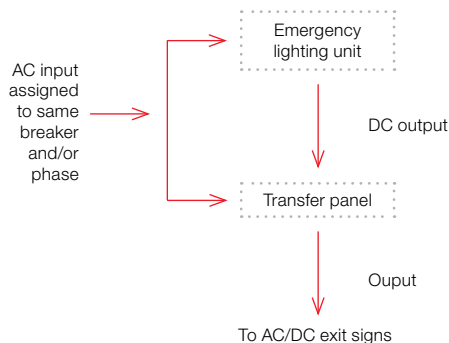 Emergency
lighting unit
AC input
assigned
to same
breaker
and/or
phase
DC output
Transfer panel
Ouput
To AC/DC exit signs